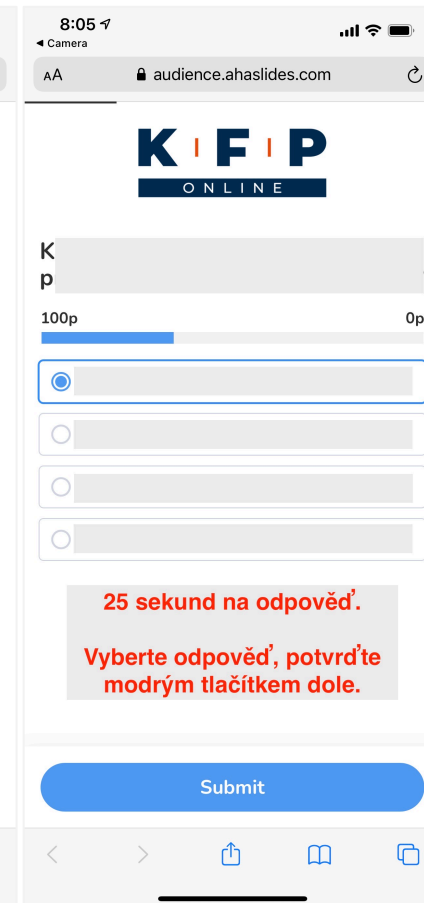 8:05
◄ Camera
AA audience.ahaslides.com
K F P
ONLINE
K
p
100p 0p
25 sekund na odpověď.
Vyberte odpověď, potvrďte
modrým tlačítkem dole.
Submit